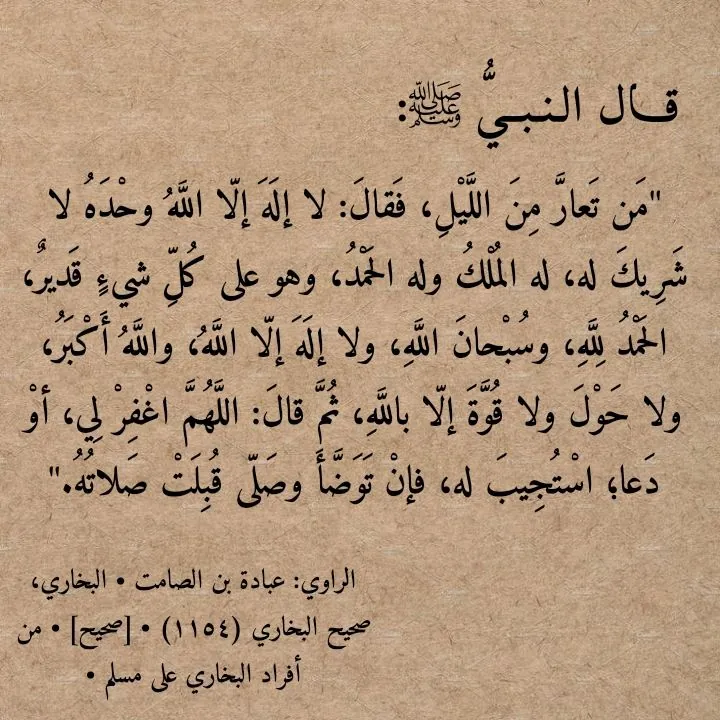 قال النبيُّ ﷺ:
"مَن تَعارَّ مِنَ اللَّيْلِ، فَقالَ: لا إلَهَ إلّا اللَّهُ وحْدَهُ لا
شَرِيكَ له، له المُلْكُ وله الحَمْدُ، وهو على كُلِّ شيءٍ قَديرٌ،
الحَمْدُ لِلَّهِ، وسُبْحانَ اللَّهِ، ولا إلَهَ إلّا اللَّهُ، واللَّهُ أَكْبَرُ،
ولا حَوْلَ ولا قُوَّةَ إلّا باللَّهِ، ثُمَّ قالَ: اللَّهُمَّ اغْفِرْ لِي، أوْ
دَعا؛ اسْتُجِيبَ له، فإنْ تَوَضَّأَ وصَلّى قُبِلَتْ صَلاتُهُ."
الراوي: عبادة بن الصامت • البخاري،
صحيح البخاري (١١٥٤) • [صحيح] • من
أفراد البخاري على مسلم •